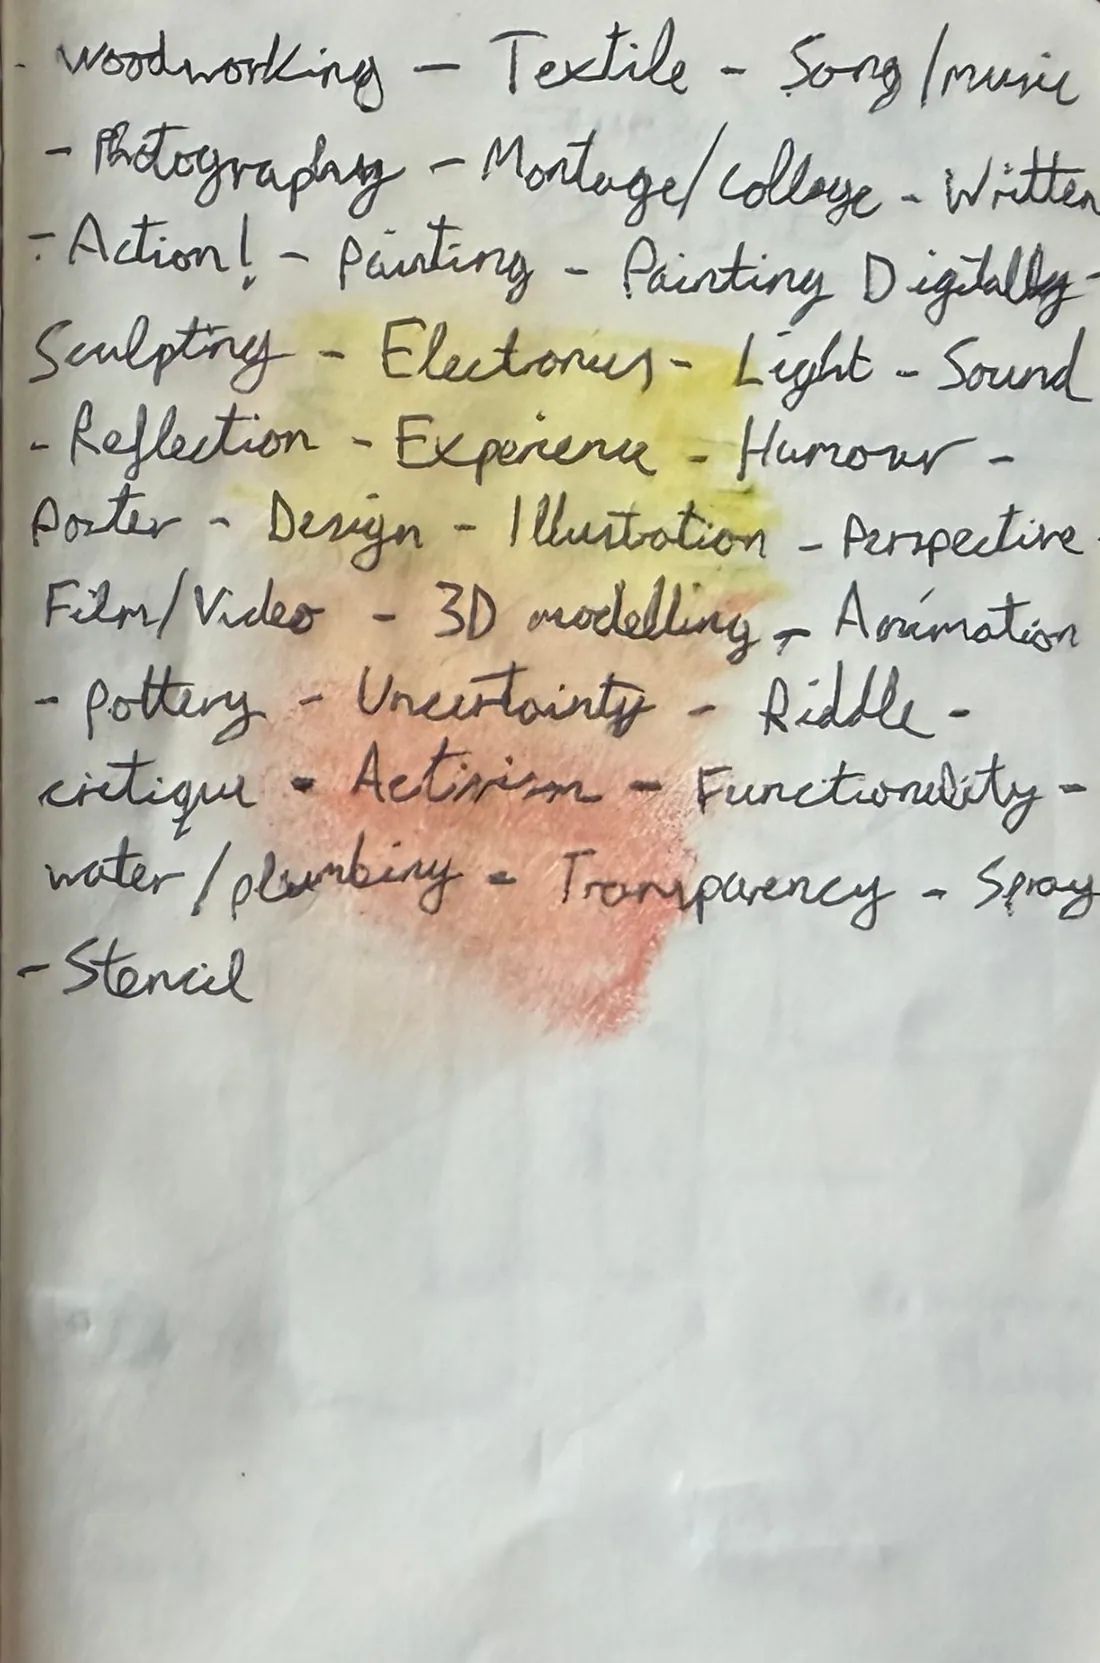 - Woodworking - Textile - Song/music
- Photography - Montage/collage - Written
- Action! - Painting - Painting Digitally -
Sculpting - Electronics - Light - Sound
- Reflection - Experience - Humour -
Poster - Design - Illustration - Perspective -
Film/Video - 3D modelling - Animation
- Pottery - Uncertainty - Riddle -
critique - Activism - Functionality -
water/plumbing - Transparency - Spray
- Stencil